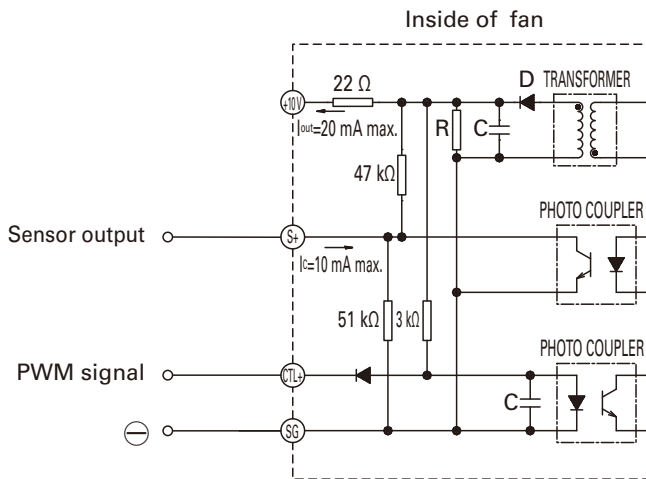 Inside of fan
+10V
22 Ω
D
TRANSFORMER
Iout=20 mA max.
R
C
47 kΩ
PHOTO COUPLER
Sensor output
S+
Ic=10 mA max.
51 kΩ
3 kΩ
PHOTO COUPLER
PWM signal
CTL+
C
SG